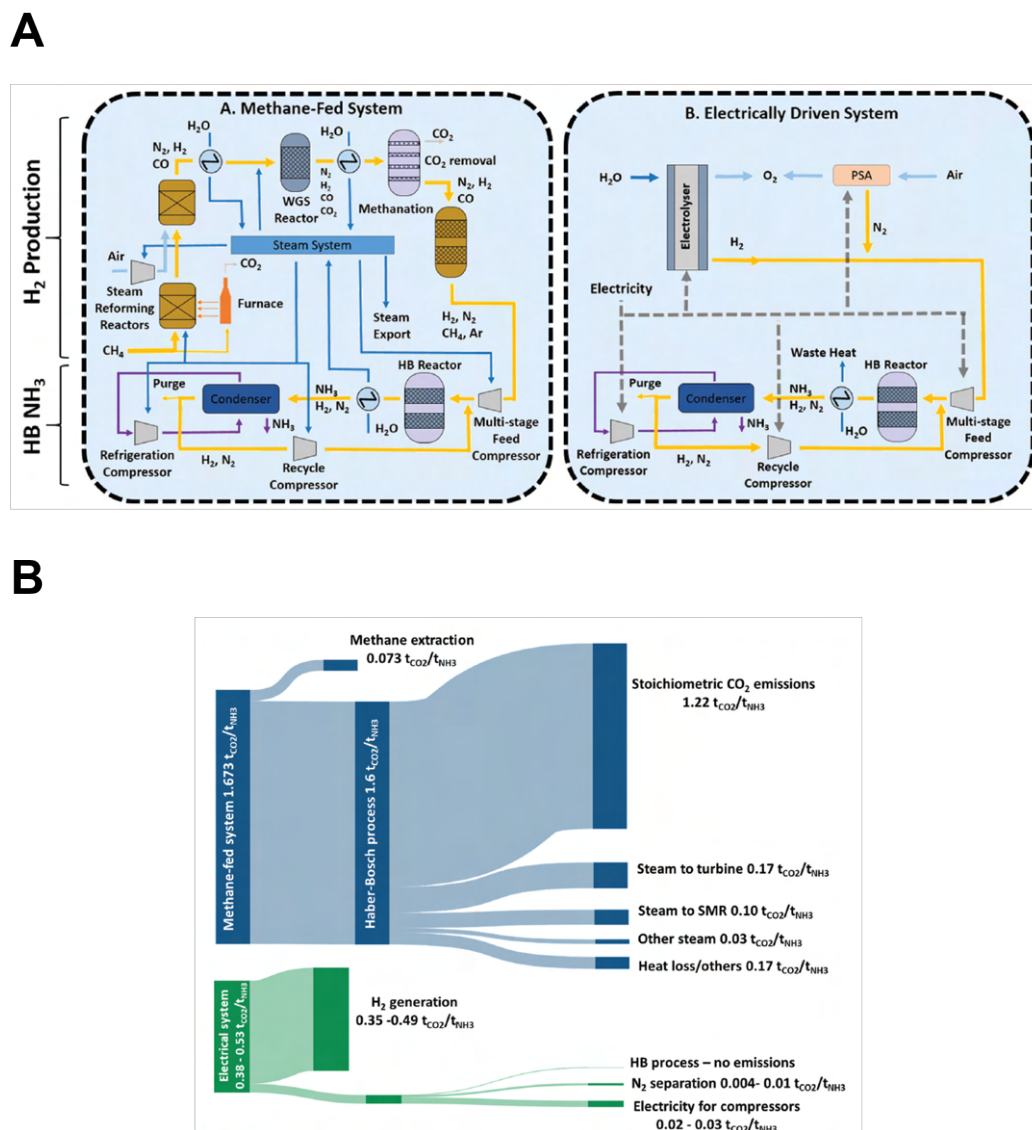 A
A. Methane-Fed System
H₂ Production
HB NH₃
H₂O
H₂O
CO₂
N₂, H₂
CO
CO₂ removal
N₂
H₂
CO
CO₂
WGS
Reactor
Methanation
N₂, H₂
CO
Steam System
Air
CO₂
Steam
Reforming
Reactors
Furnace
Steam
Export
H₂, N₂
CH₄, Ar
CH₄
HB Reactor
Purge
Condenser
NH₃
H₂, N₂
NH₃
H₂O
Multi-stage
Feed
Compressor
Refrigeration
Compressor
H₂, N₂
Recycle
Compressor
B. Electrically Driven System
H₂O
Electrolyser
O₂
PSA
Air
N₂
H₂
Electricity
Waste Heat
HB Reactor
Purge
Condenser
NH₃
H₂, N₂
NH₃
H₂O
Multi-stage
Feed
Compressor
Refrigeration
Compressor
H₂, N₂
Recycle
Compressor
B
Methane extraction
0.073 tCO2/tNH3
Methane-fed system 1.673 tCO2/tNH3
Haber-Bosch process 1.6 tCO2/tNH3
Stoichiometric CO₂ emissions
1.22 tCO2/tNH3
Steam to turbine 0.17 tCO2/tNH3
Steam to SMR 0.10 tCO2/tNH3
Other steam 0.03 tCO2/tNH3
Heat loss/others 0.17 tCO2/tNH3
Electrical system
0.38 - 0.53 tCO2/tNH3
H₂ generation
0.35 -0.49 tCO2/tNH3
HB process – no emissions
N₂ separation 0.004- 0.01 tCO2/tNH3
Electricity for compressors
0.02 - 0.03 tCO2/tNH3